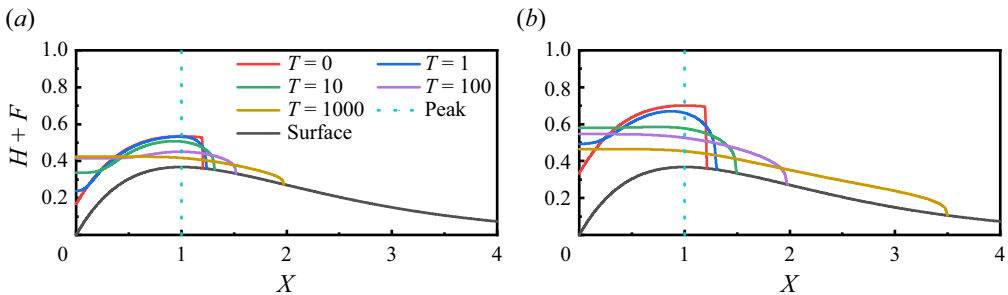 (a)
(b)
H + F
1.0
0.8
0.6
0.4
0.2
0
1
2
3
4
X
T = 0
T = 1
T = 10
T = 100
T = 1000
Peak
Surface
1.0
0.8
0.6
0.4
0.2
0
1
2
3
4
X